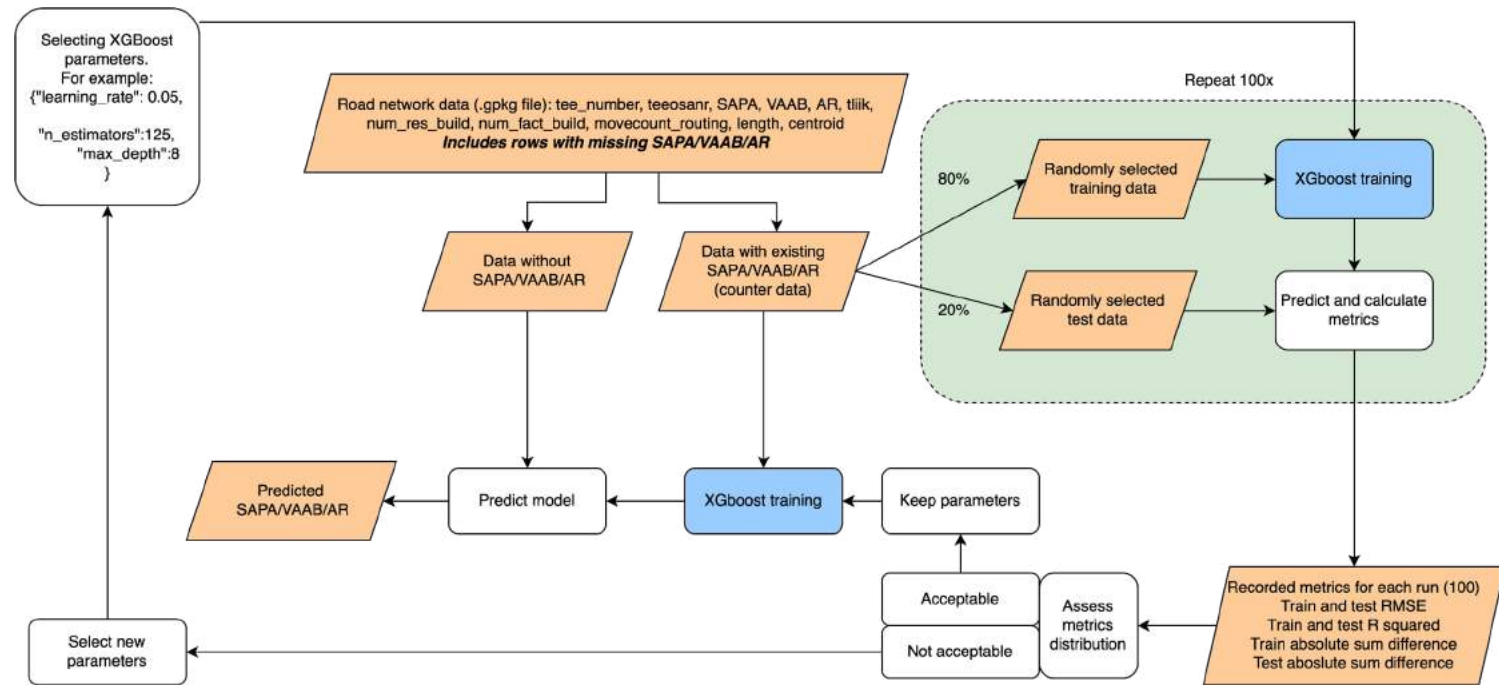 Selecting XGBoost
parameters.
For example:
{"learning_rate": 0.05,
"n_estimators":125,
"max_depth":8
}
Road network data (.gpkg file): tee_number, teeosanr, SAPA, VAAB, AR, tliik,
num_res_build, num_fact_build, movecount_routing, length, centroid
Includes rows with missing SAPA/VAAB/AR
Repeat 100x
80%
Randomly selected
training data
XGboost training
Data without
SAPA/VAAB/AR
Data with existing
SAPA/VAAB/AR
(counter data)
20%
Randomly selected
test data
Predict and calculate
metrics
Predicted
SAPA/VAAB/AR
Predict model
XGboost training
Keep parameters
Acceptable
Not acceptable
Assess
metrics
distribution
Recorded metrics for each run (100)
Train and test RMSE
Train and test R squared
Train absolute sum difference
Test aboslute sum difference
Select new
parameters